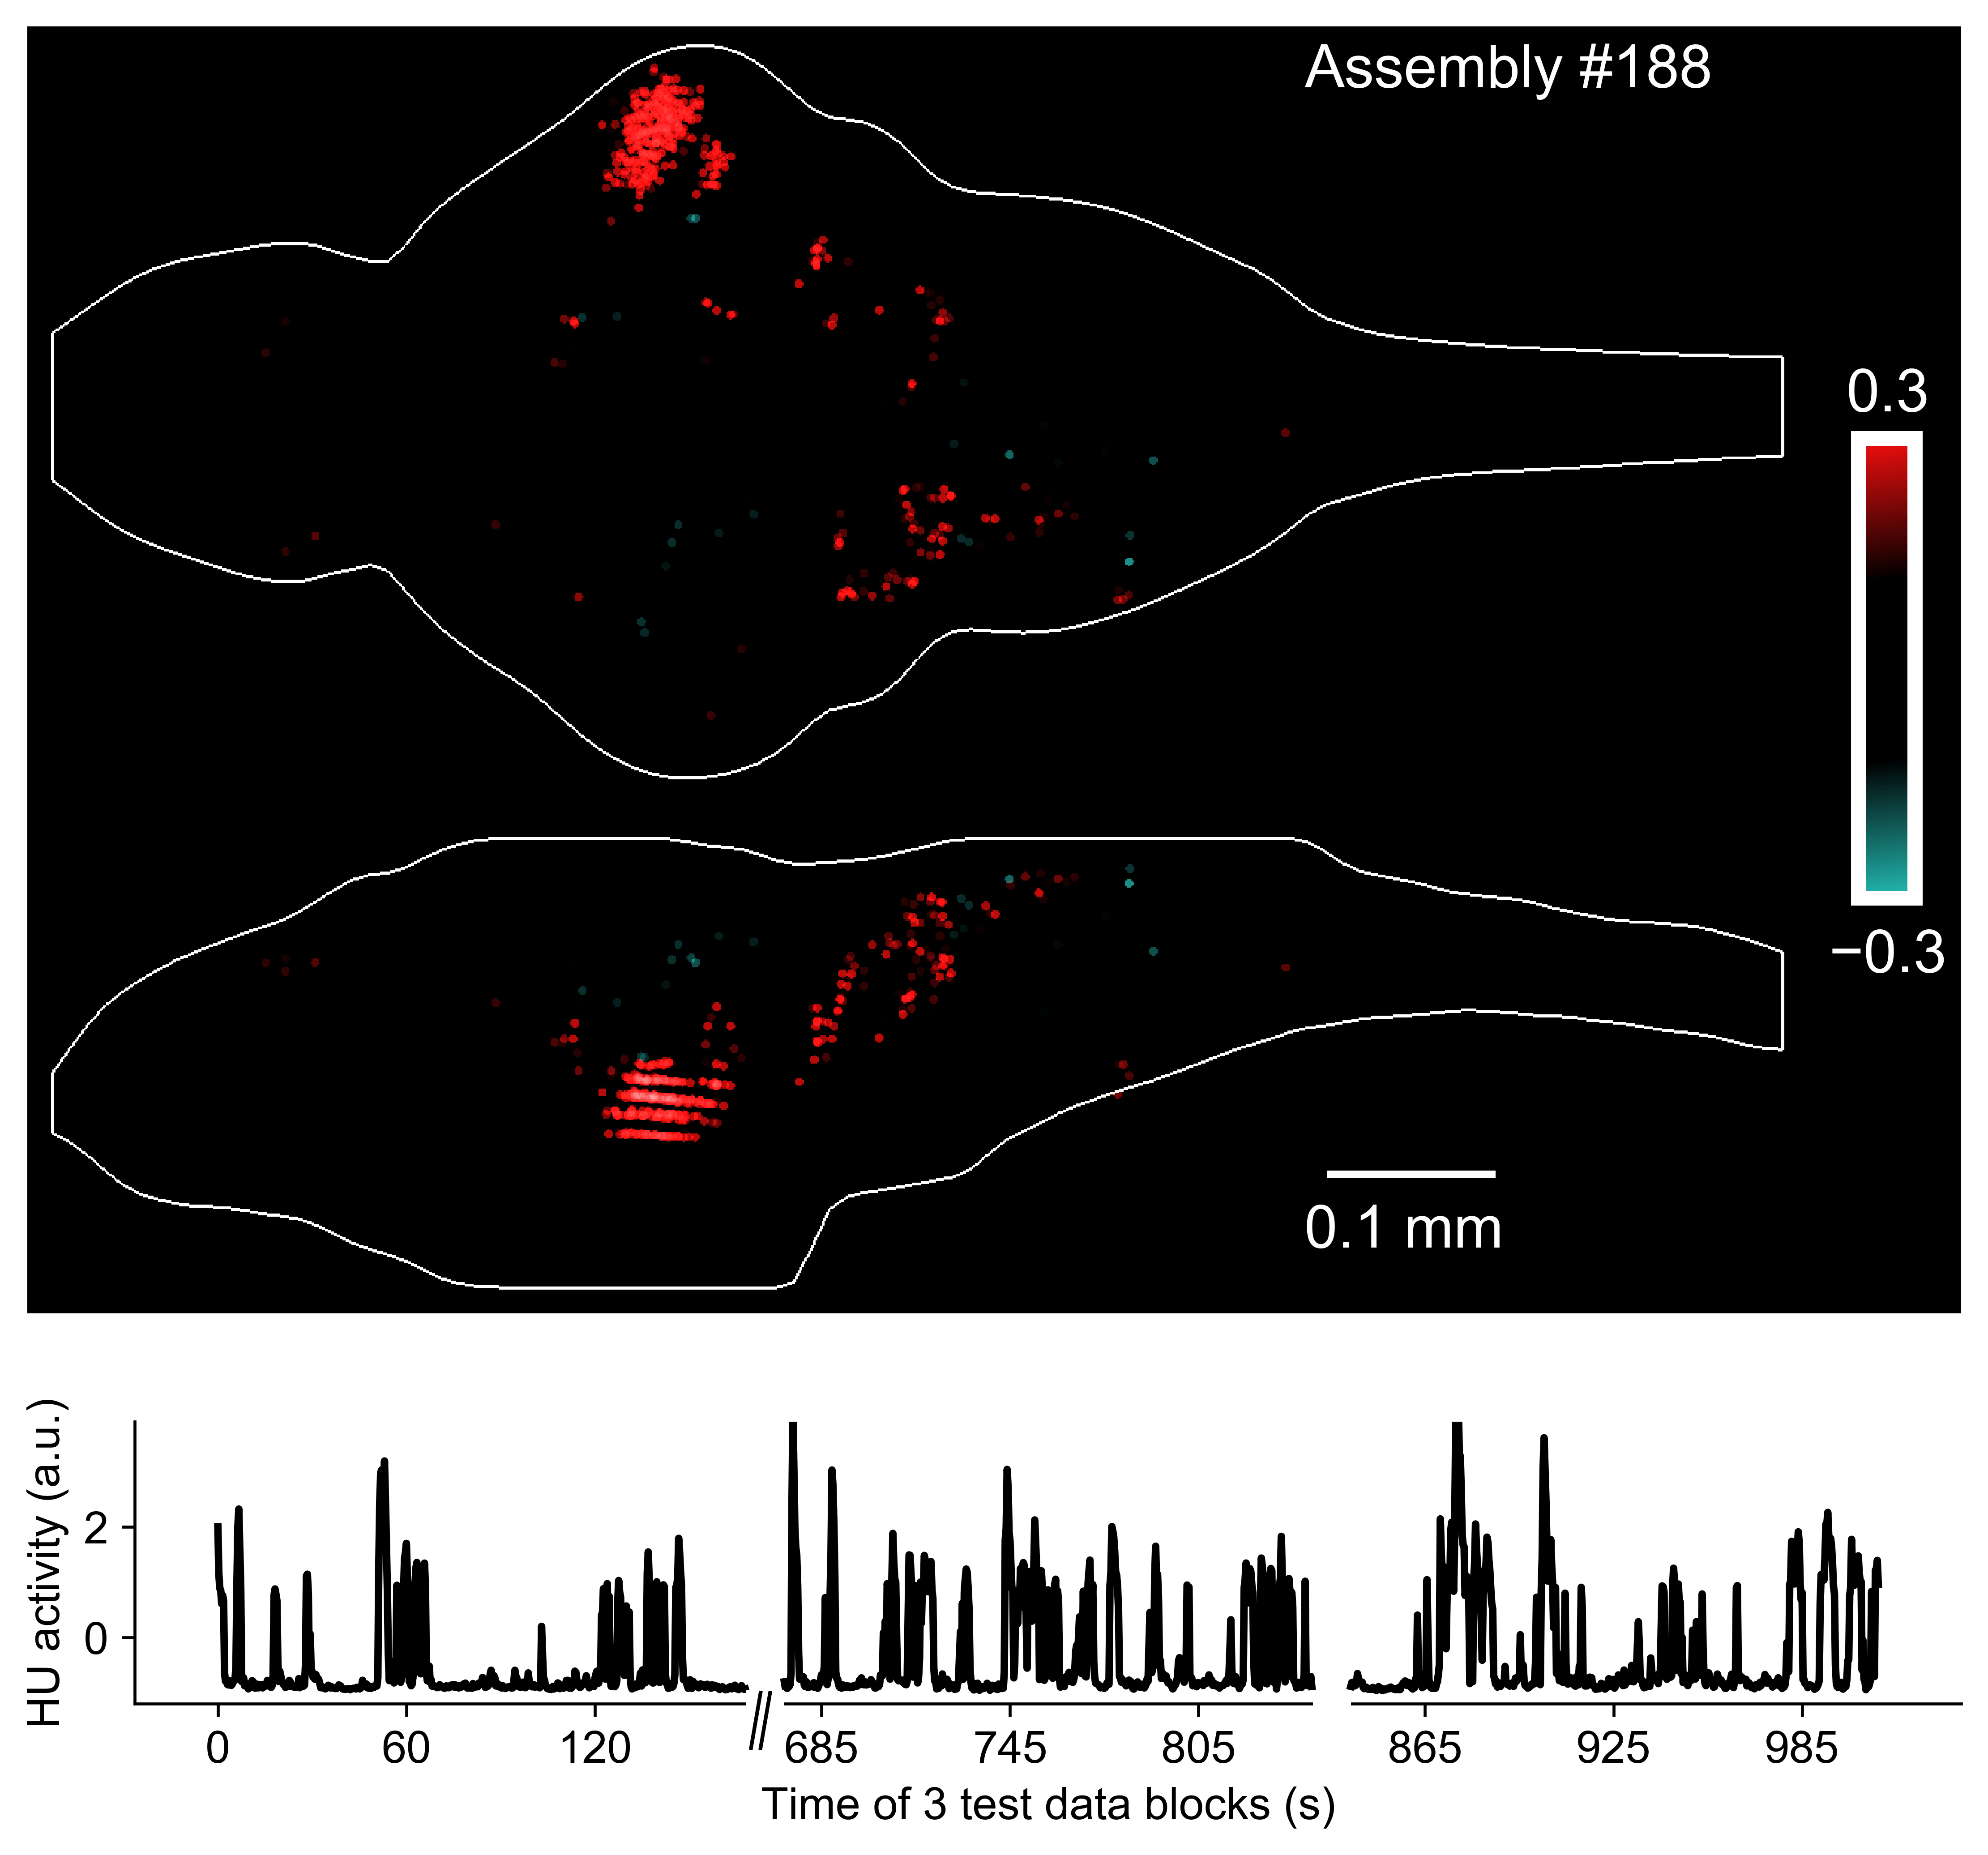 Assembly #188
0.3
−0.3
0.1 mm
HU activity (a.u.)
2
0
0 60 120 685 745 805 865 925 985
Time of 3 test data blocks (s)